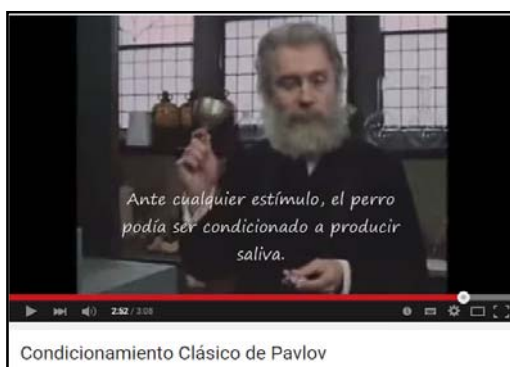 Ante cualquier estímulo, el perro
podía ser condicionado a producir
saliva.
2:52 / 3:08
Condicionamiento Clásico de Pavlov